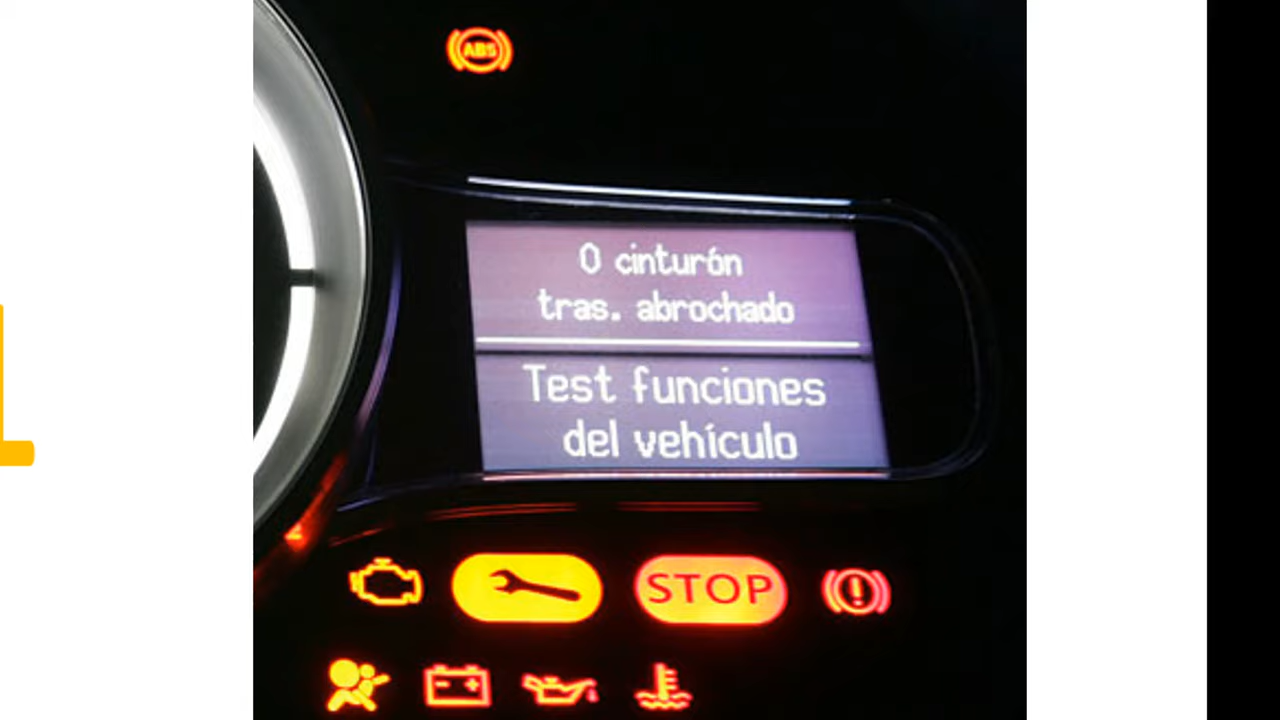 ABS
0 cinturón
tras. abrochado
Test funciones
del vehículo
STOP